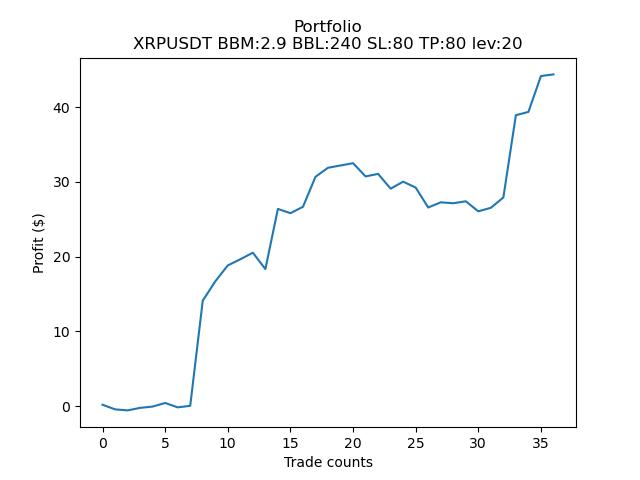 Portfolio
XRPUSDT BBM:2.9 BBL:240 SL:80 TP:80 lev:20
40
30
20
10
0
Profit ($)
0 5 10 15 20 25 30 35
Trade counts